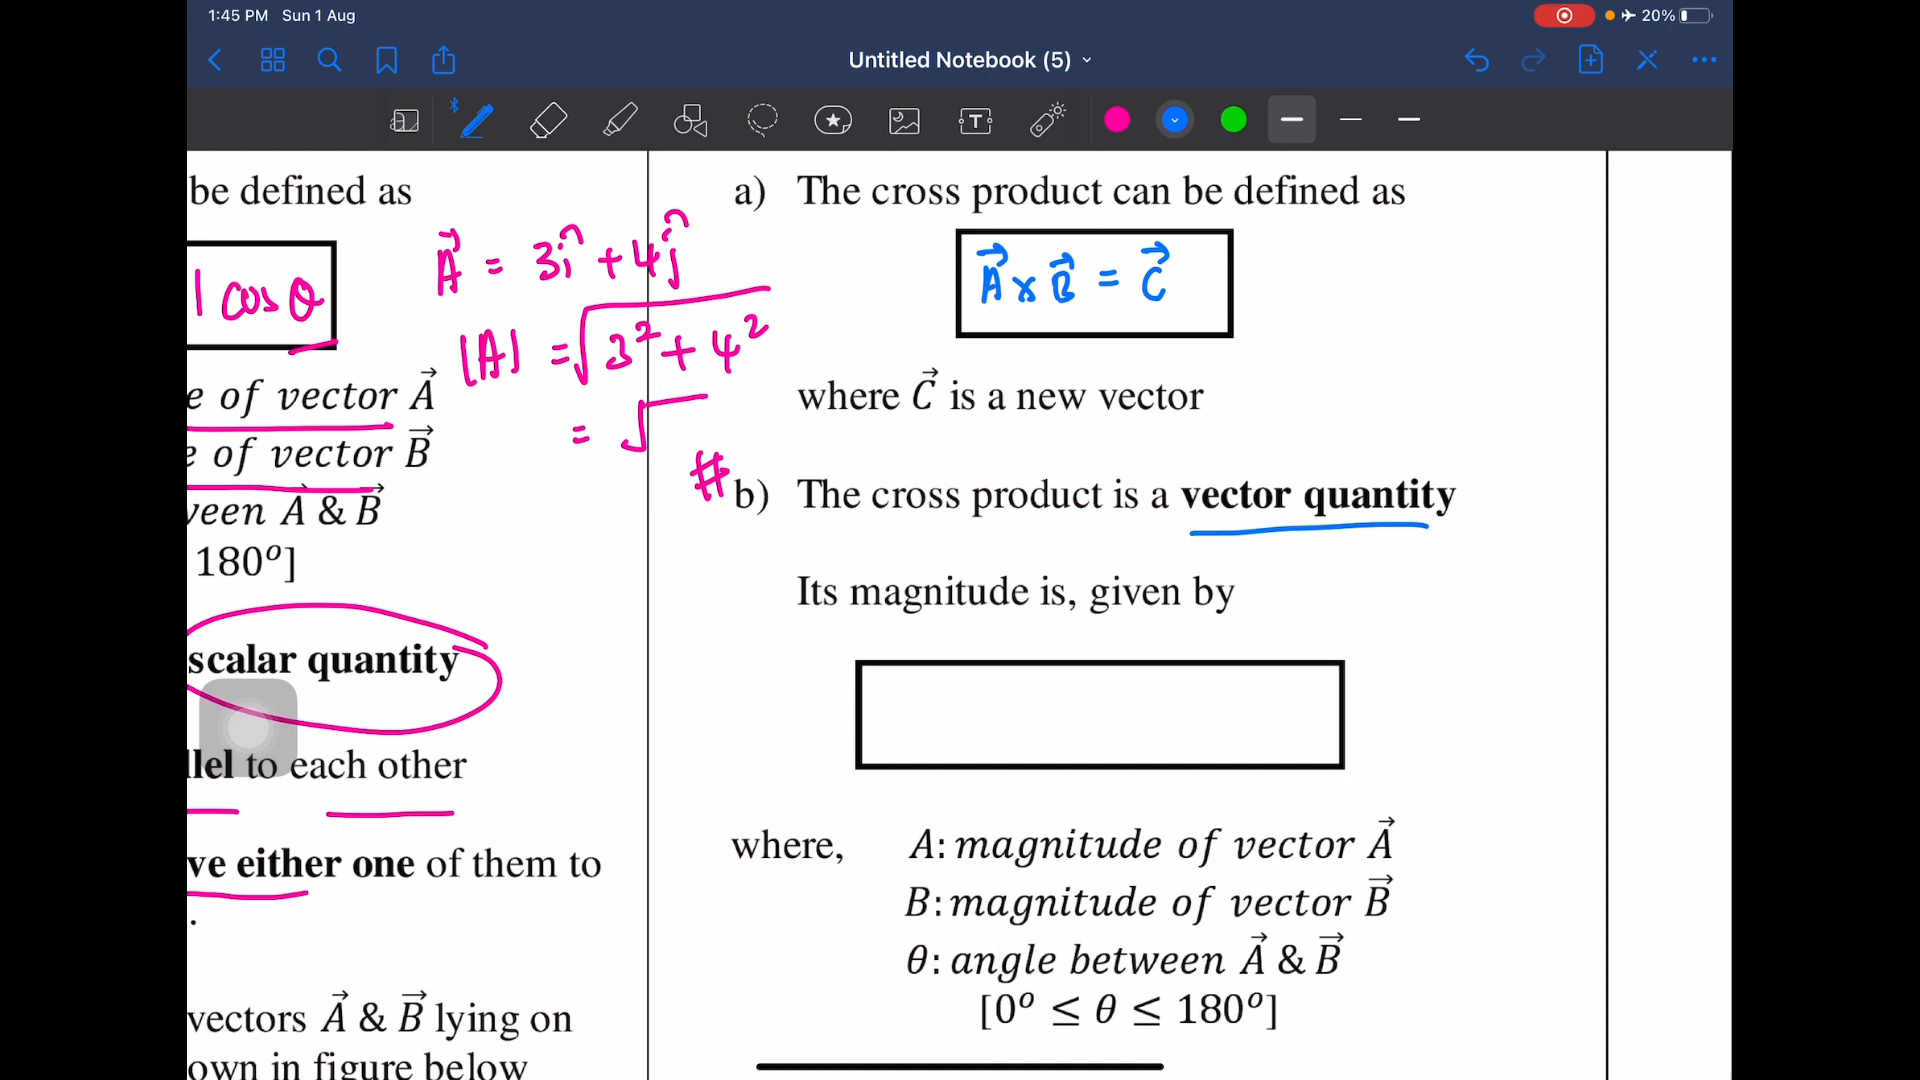 1:45 PM Sun 1 Aug
20%
Untitled Notebook (5)
T
be defined as
| cos θ
e of vector A⃗
e of vector B⃗
veen A⃗ & B⃗
180°]
scalar quantity
llel to each other
ve either one of them to
.
vectors A⃗ & B⃗ lying on
own in figure below
A⃗ = 3î + 4ĵ
|A| = √3² + 4²
= √
a) The cross product can be defined as
A⃗ x B⃗ = C⃗
where C⃗ is a new vector
# b) The cross product is a vector quantity
Its magnitude is, given by
where, A: magnitude of vector A⃗
B: magnitude of vector B⃗
θ: angle between A⃗ & B⃗
[0° ≤ θ ≤ 180°]